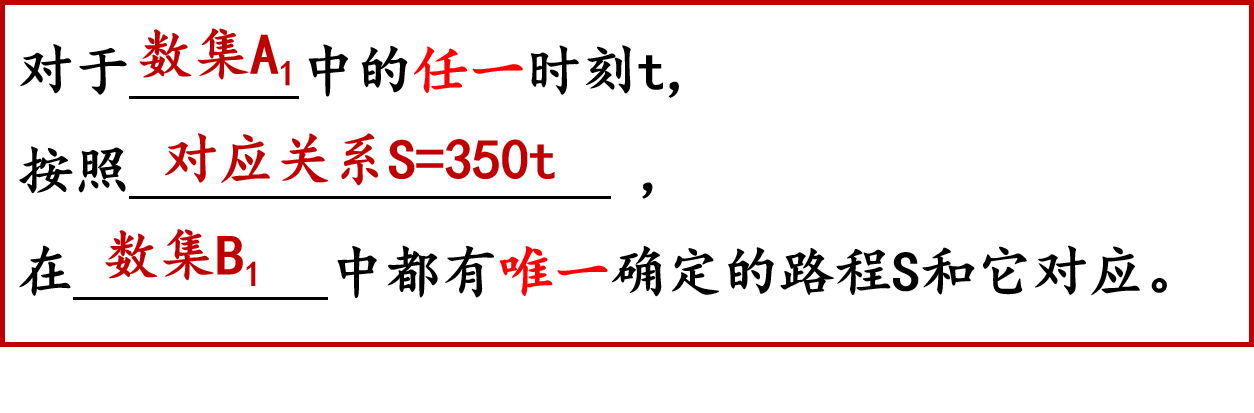 对于数集A₁中的任一时刻t,
按照 对应关系S=350t ，
在 数集B₁ 中都有唯一确定的路程S和它对应。